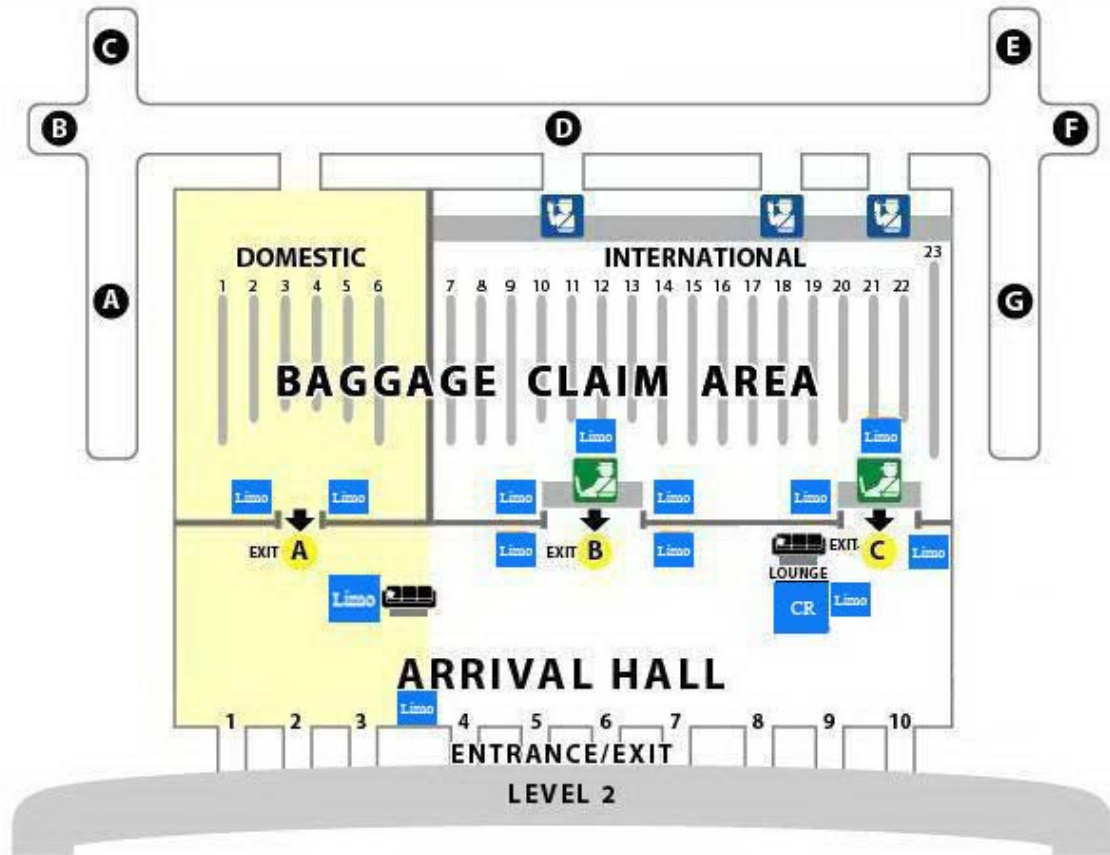 C
E
B
D
F
DOMESTIC
INTERNATIONAL
23
1 2 3 4 5 6 7 8 9 10 11 12 13 14 15 16 17 18 19 20 21 22
A
G
BAGGAGE CLAIM AREA
Limo
Limo
Limo
Limo
Limo
Limo
Limo
EXIT A
Limo
EXIT B
Limo
EXIT C
Limo
LOUNGE
Limo
CR
Limo
ARRIVAL HALL
Limo
1 2 3 4 5 6 7 8 9 10
ENTRANCE/EXIT
LEVEL 2